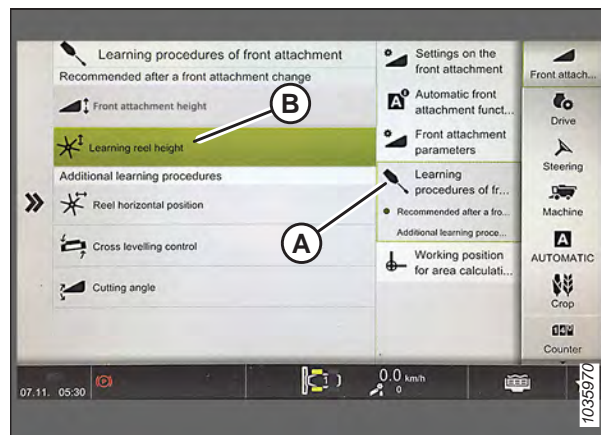 Learning procedures of front attachment
Recommended after a front attachment change
Front attachment height
Learning reel height
Additional learning procedures
Reel horizontal position
Cross levelling control
Cutting angle
B
A
Settings on the
front attachment
Automatic front
attachment funct...
Front attachment
parameters
Learning
procedures of fr...
Recommended after a fro...
Additional learning proce...
Working position
for area calculati...
Front attach...
Drive
Steering
Machine
A
AUTOMATIC
Crop
Counter
07.11. 05:30
1
0.0 km/h
0
1035970